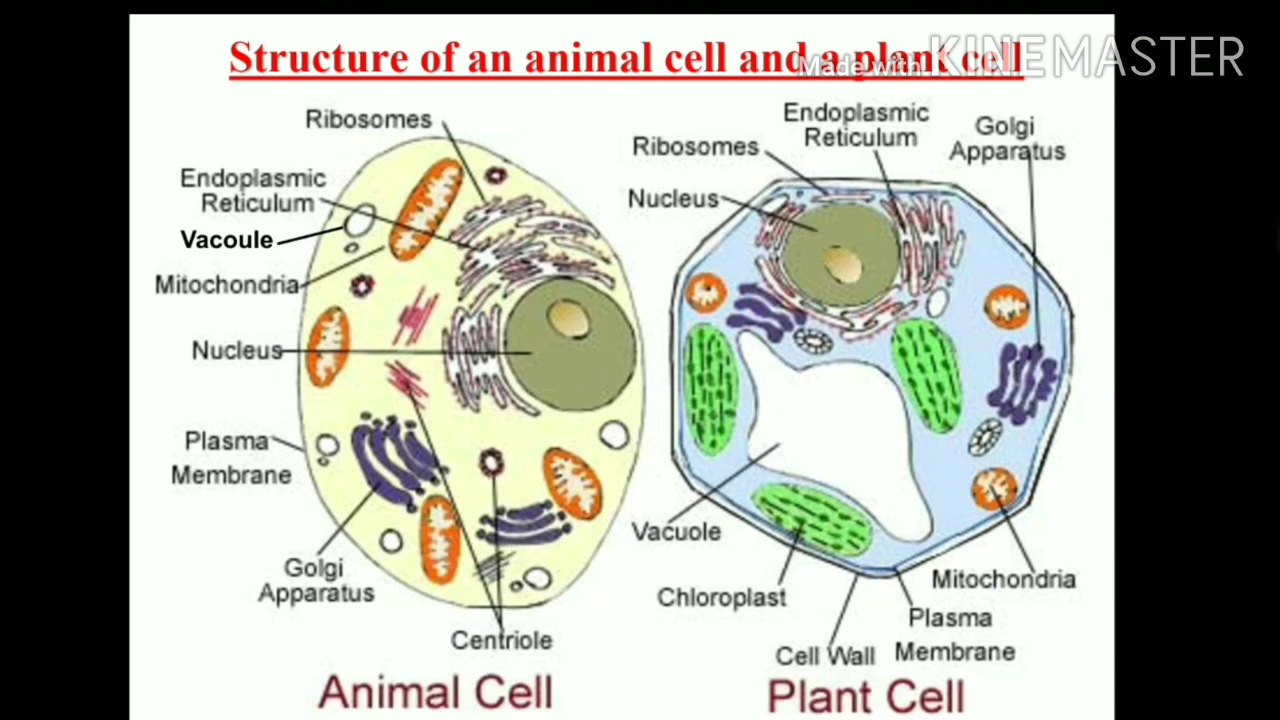 Structure of an animal cell and a plant cell
Made with KINEMASTER
Ribosomes
Endoplasmic
Reticulum
Vacoule
Mitochondria
Nucleus
Plasma
Membrane
Golgi
Apparatus
Centriole
Animal Cell
Endoplasmic
Reticulum
Golgi
Apparatus
Ribosomes
Nucleus
Vacuole
Chloroplast
Cell Wall
Mitochondria
Plasma
Membrane
Plant Cell